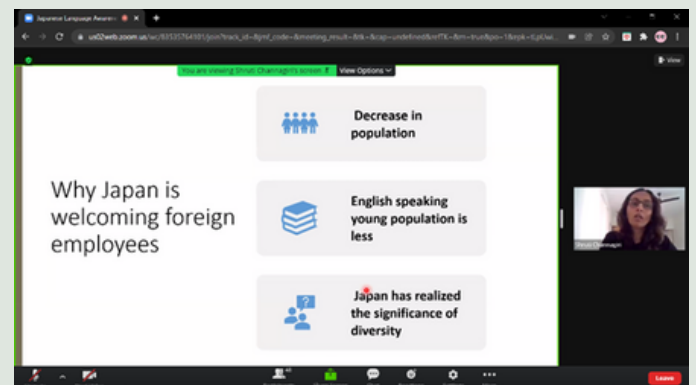 Japanese Language Awaren
You are viewing Shruti Channagiri's screen
View Options
View
Why Japan is
welcoming foreign
employees
Decrease in
population
English speaking
young population is
less
Japan has realized
the significance of
diversity
Shruti Channagiri
Leave